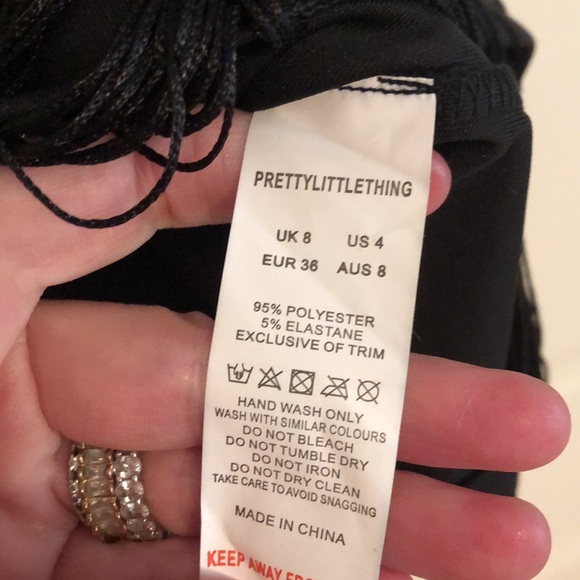 PRETTYLITTLETHING
UK 8 US 4
EUR 36 AUS 8
95% POLYESTER
5% ELASTANE
EXCLUSIVE OF TRIM
HAND WASH ONLY
WASH WITH SIMILAR COLOURS
DO NOT BLEACH
DO NOT TUMBLE DRY
DO NOT IRON
DO NOT DRY CLEAN
TAKE CARE TO AVOID SNAGGING
MADE IN CHINA
KEEP AWAY